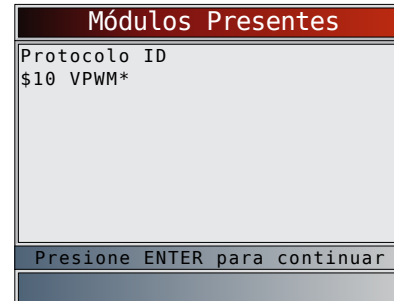 Módulos Presentes
Protocolo ID
$10 VPWM*
Presione ENTER para continuar